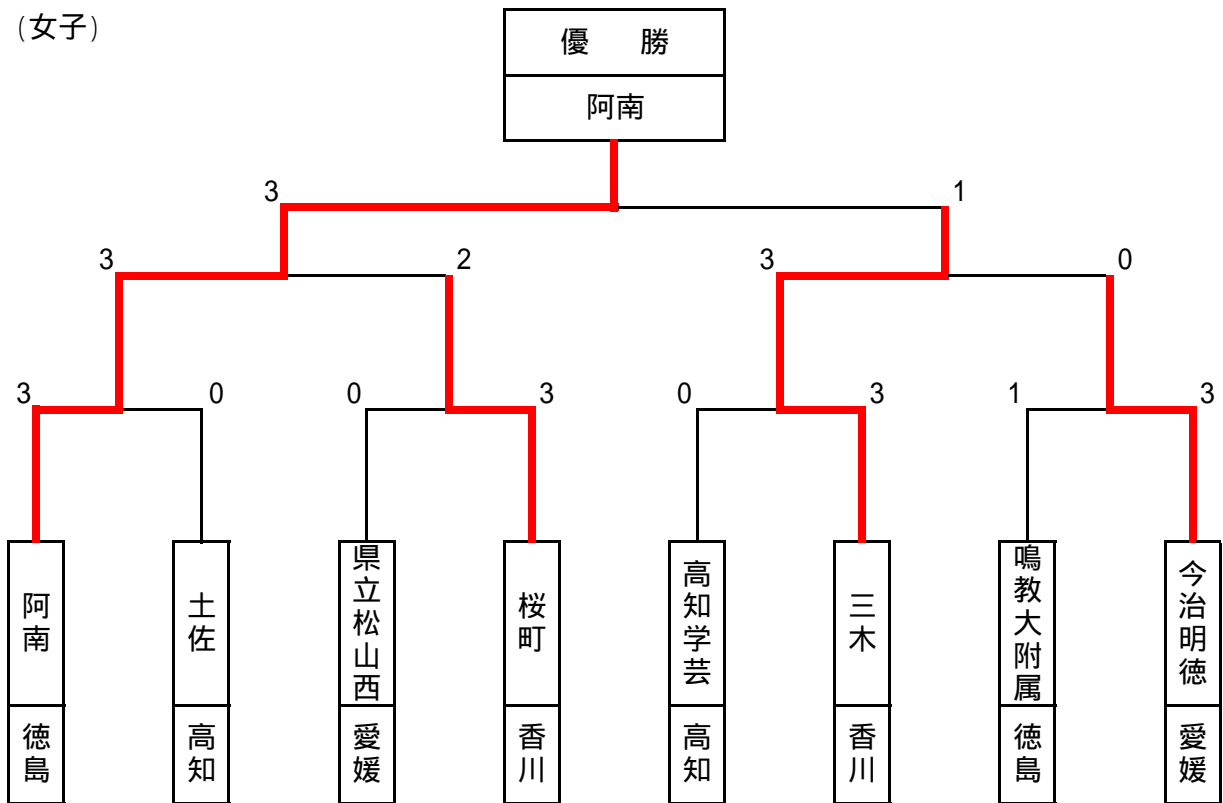 (女子)
優 勝
阿南
3
1
3
2
3
0
3
0
0
3
0
3
1
3
阿南
土佐
県立松山西
桜町
高知学芸
三木
鳴教大附属
今治明徳
徳島
高知
愛媛
香川
高知
香川
徳島
愛媛